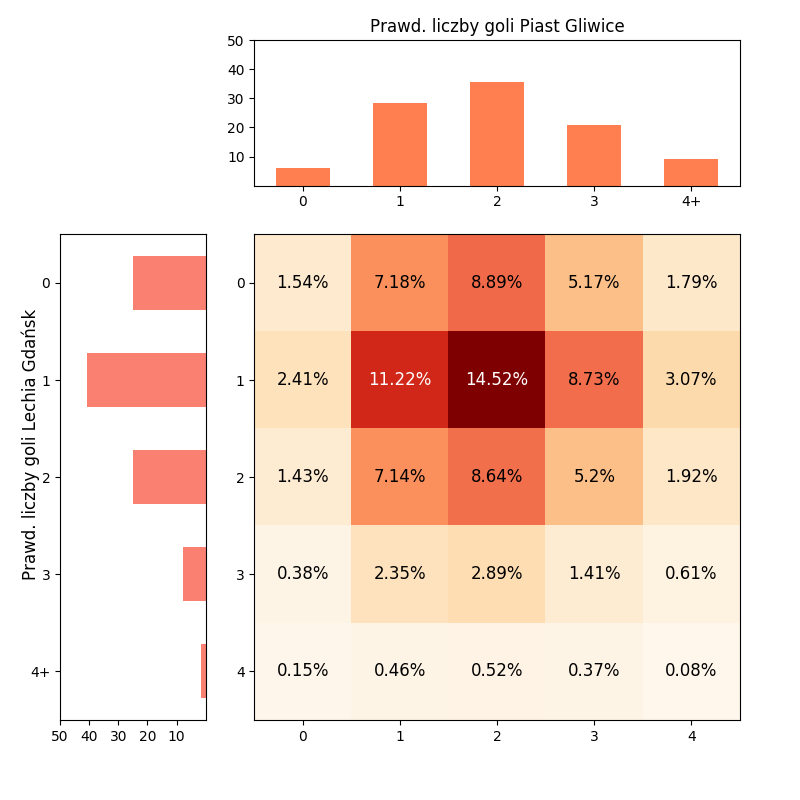 Prawd. liczby goli Piast Gliwice
50
40
30
20
10
0 1 2 3 4+
Prawd. liczby goli Lechia Gdańsk
0
1
2
3
4+
50 40 30 20 10
0 1.54% 7.18% 8.89% 5.17% 1.79%
1 2.41% 11.22% 14.52% 8.73% 3.07%
2 1.43% 7.14% 8.64% 5.2% 1.92%
3 0.38% 2.35% 2.89% 1.41% 0.61%
4 0.15% 0.46% 0.52% 0.37% 0.08%
0 1 2 3 4